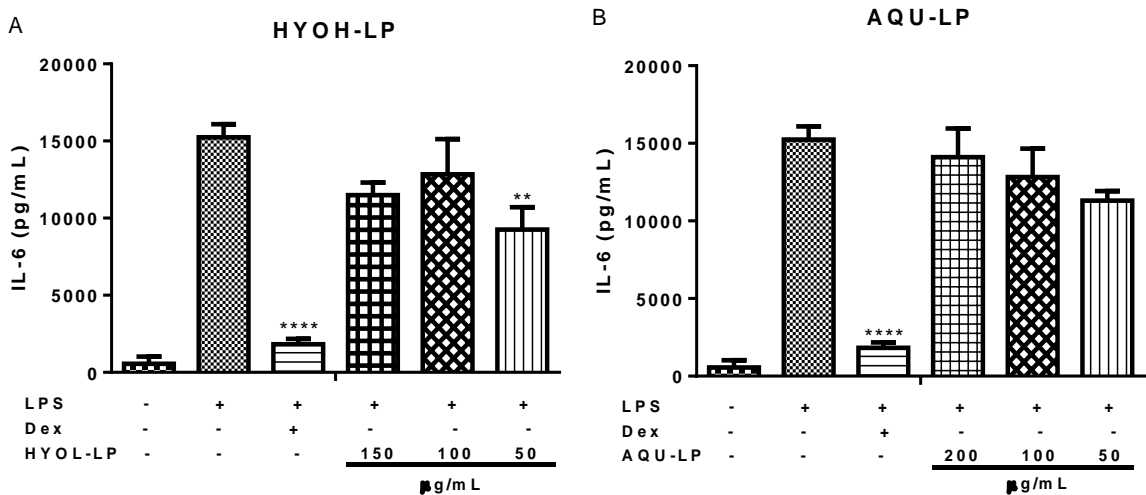 A
HYOH-LP
20000
15000
10000
5000
0
IL-6 (pg/mL)
****
**
LPS - + + + + +
Dex - - + - - -
HYOL-LP - - - 150 100 50
μg/mL
B
AQU-LP
20000
15000
10000
5000
0
IL-6 (pg/mL)
****
LPS - + + + + +
Dex - - + - - -
AQU-LP - - - 200 100 50
μg/mL